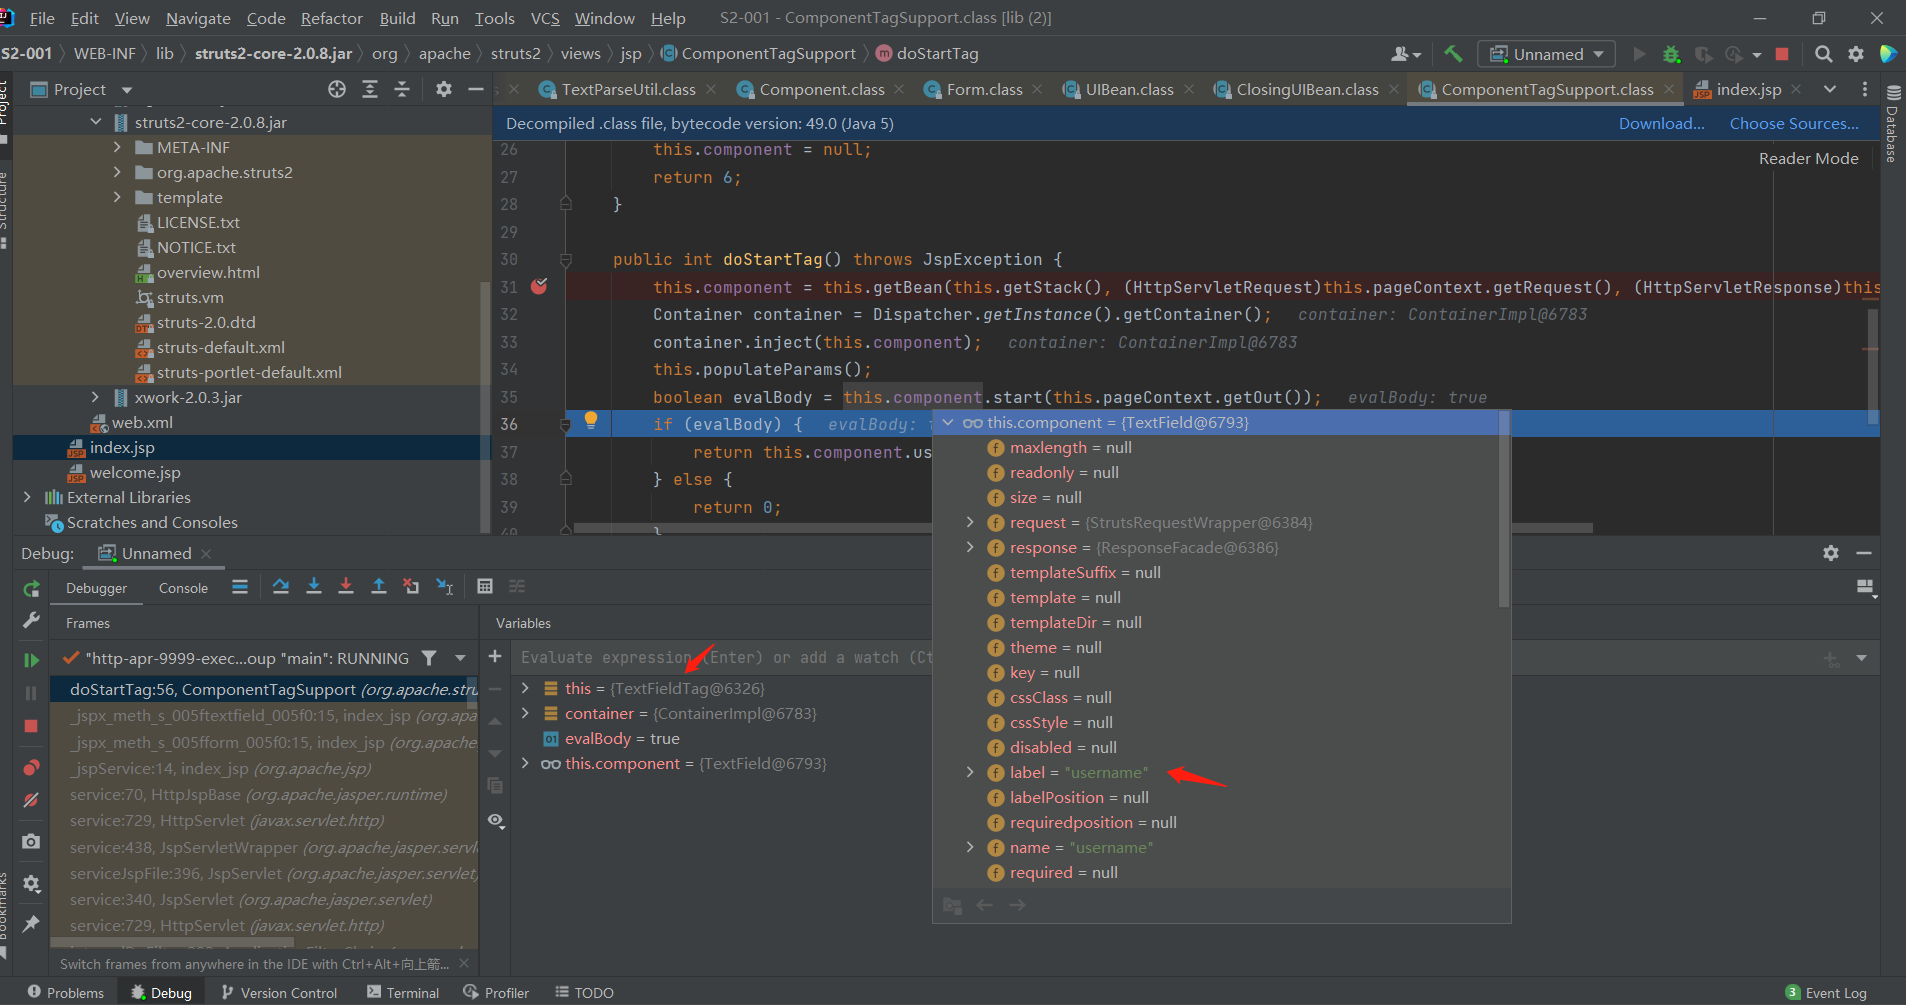 File Edit View Navigate Code Refactor Build Run Tools VCS Window Help S2-001 - ComponentTagSupport.class [lib (2)]
S2-001 WEB-INF lib struts2-core-2.0.8.jar org apache struts2 views jsp ComponentTagSupport doStartTag Unnamed
Project
TextParseUtil.class Component.class Form.class UIBean.class ClosingUIBean.class ComponentTagSupport.class index.jsp
Project
Structure
Bookmarks
Database
struts2-core-2.0.8.jar
META-INF
org.apache.struts2
template
LICENSE.txt
NOTICE.txt
overview.html
struts.vm
struts-2.0.dtd
struts-default.xml
struts-portlet-default.xml
xwork-2.0.3.jar
web.xml
index.jsp
welcome.jsp
External Libraries
Scratches and Consoles
Decompiled .class file, bytecode version: 49.0 (Java 5) Download... Choose Sources...
Reader Mode
26 this.component = null;
27 return 6;
28 }
29
30 public int doStartTag() throws JspException {
31 this.component = this.getBean(this.getStack(), (HttpServletRequest)this.pageContext.getRequest(), (HttpServletResponse)this
32 Container container = Dispatcher.getInstance().getContainer(); container: ContainerImpl@6783
33 container.inject(this.component); container: ContainerImpl@6783
34 this.populateParams();
35 boolean evalBody = this.component.start(this.pageContext.getOut()); evalBody: true
36 if (evalBody) { evalBody:
37 return this.component.us
38 } else {
39 return 0;
40 }
this.component = {TextField@6793}
maxlength = null
readonly = null
size = null
request = {StrutsRequestWrapper@6384}
response = {ResponseFacade@6386}
templateSuffix = null
template = null
templateDir = null
theme = null
key = null
cssClass = null
cssStyle = null
disabled = null
label = "username"
labelPosition = null
requiredposition = null
name = "username"
required = null
Debug: Unnamed
Debugger Console
Frames
"http-apr-9999-exec...oup "main": RUNNING
doStartTag:56, ComponentTagSupport (org.apache.stru
_jspx_meth_s_005ftextfield_005f0:15, index_jsp (org.apa
_jspx_meth_s_005fform_005f0:15, index_jsp (org.apache.
_jspService:14, index_jsp (org.apache.jsp)
service:70, HttpJspBase (org.apache.jasper.runtime)
service:729, HttpServlet (javax.servlet.http)
service:438, JspServletWrapper (org.apache.jasper.servl
serviceJspFile:396, JspServlet (org.apache.jasper.servlet)
service:340, JspServlet (org.apache.jasper.servlet)
service:729, HttpServlet (javax.servlet.http)
Switch frames from anywhere in the IDE with Ctrl+Alt+向上箭...
Variables
Evaluate expression (Enter) or add a watch (Ct
this = {TextFieldTag@6326}
container = {ContainerImpl@6783}
evalBody = true
this.component = {TextField@6793}
Problems Debug Version Control Terminal Profiler TODO 3 Event Log